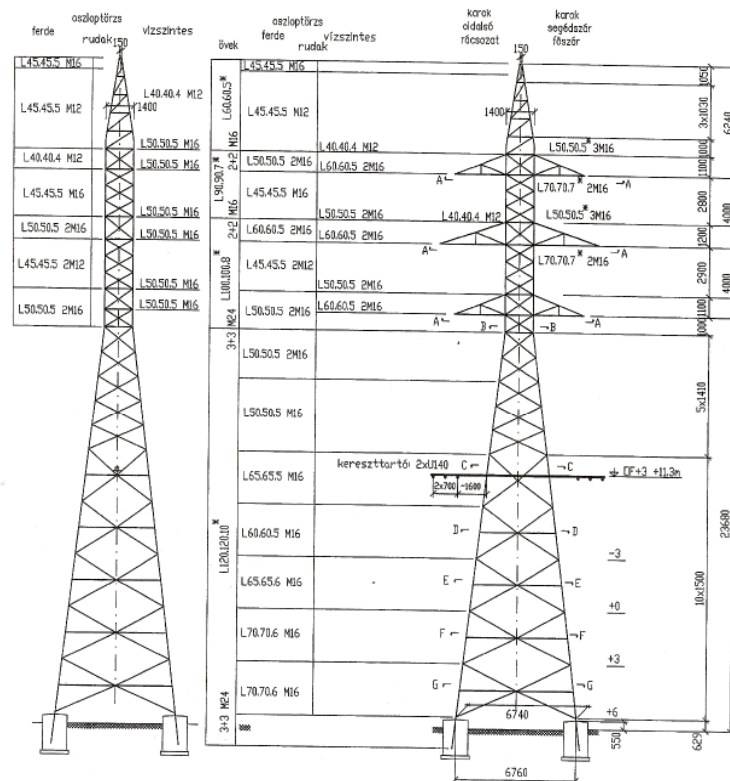 oszloptörzs
ferde rudak vízszintes
150
L45.45.5 M16
L45.45.5 M12
L40.40.4 M12
1400
L50.50.5 M16
L40.40.4 M12
L50.50.5 M16
L45.45.5 M16
L50.50.5 M16
L50.50.5 2M16
L50.50.5 M16
L45.45.5 2M12
L50.50.5 M16
L50.50.5 2M16
L50.50.5 M16
övek
oszloptörzs
ferde rudak vízszintes
L60.60.5* M16
L90.90.7* 2+2 M16
L100.100.8* 2+2
3+3 M24
L120.120.10*
3+3 M24
L45.45.5 M16
L45.45.5 M12
L40.40.4 M12
L50.50.5 2M16
L60.60.5 2M16
L45.45.5 M16
L50.50.5 2M16
L60.60.5 2M16
L60.60.5 2M16
L45.45.5 2M12
L50.50.5 2M16
L50.50.5 2M16
L60.60.5 2M16
L50.50.5 2M16
L50.50.5 M16
L65.65.5 M16
L60.60.5 M16
L65.65.6 M16
L70.70.6 M16
L70.70.6 M16
karok
oldalsó
rácsozat
karok
segédszár
főszár
150
1400
L50.50.5* 3M16
A A
L70.70.7* 2M16
L40.40.4 M12
L50.50.5* 3M16
A A
L70.70.7* 2M16
A A
B B
kereszttartó: 2xU140
C C
2x700 ~1600
+11.3m
D D
E E
F F
G G
-3
+0
+3
+6
6740
6760
1050
3x1030
1000
1100
2800
1200
2900
1100
1000
5x1410
10x1500
550
629
6240
4000
4000
23680